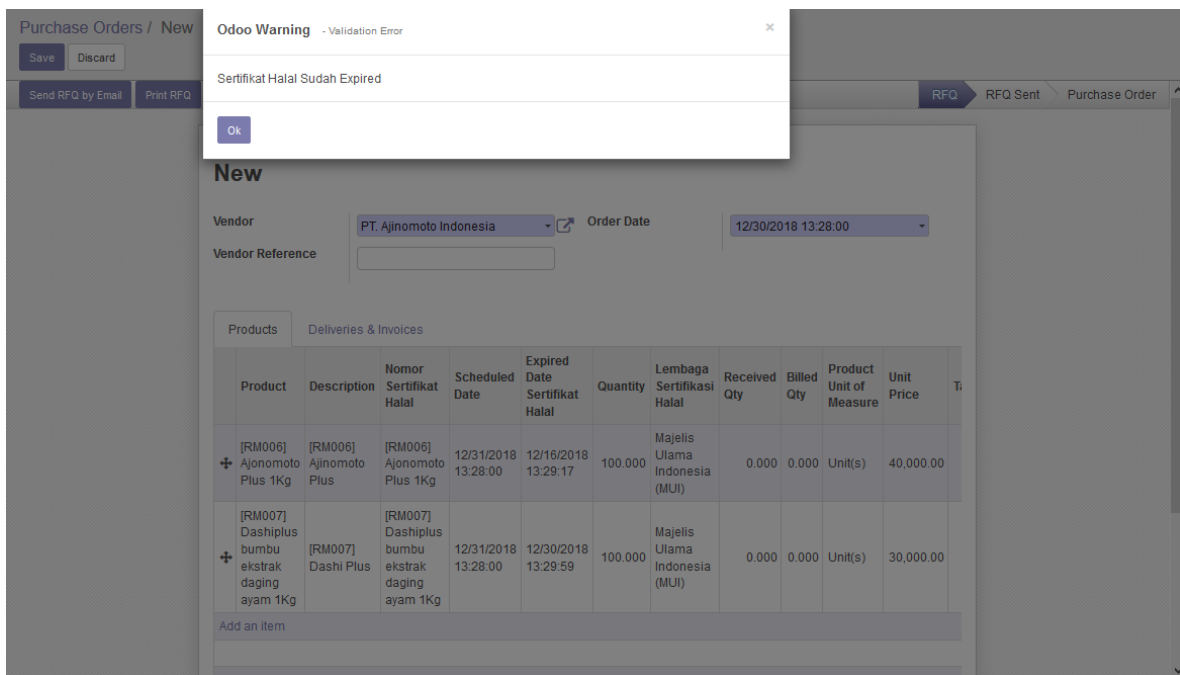 Purchase Orders / New
Odoo Warning - Validation Error
×
Save Discard
Sertifikat Halal Sudah Expired
Send RFQ by Email Print RFQ
RFQ RFQ Sent Purchase Order
Ok
New
Vendor PT. Ajinomoto Indonesia Order Date 12/30/2018 13:28:00
Vendor Reference
Products Deliveries & Invoices
Product
Description
Nomor
Sertifikat
Halal
Scheduled
Date
Expired
Date
Sertifikat
Halal
Quantity
Lembaga
Sertifikasi
Halal
Received
Qty
Billed
Qty
Product
Unit of
Measure
Unit
Price
[RM006]
Ajonomoto
Plus 1Kg
[RM006]
Ajinomoto
Plus
[RM006]
Ajonomoto
Plus 1Kg
12/31/2018
13:28:00
12/16/2018
13:29:17
100.000
Majelis
Ulama
Indonesia
(MUI)
0.000
0.000
Unit(s)
40,000.00
[RM007]
Dashiplus
bumbu
ekstrak
daging
ayam 1Kg
[RM007]
Dashi Plus
[RM007]
Dashiplus
bumbu
ekstrak
daging
ayam 1Kg
12/31/2018
13:28:00
12/30/2018
13:29:59
100.000
Majelis
Ulama
Indonesia
(MUI)
0.000
0.000
Unit(s)
30,000.00
Add an item